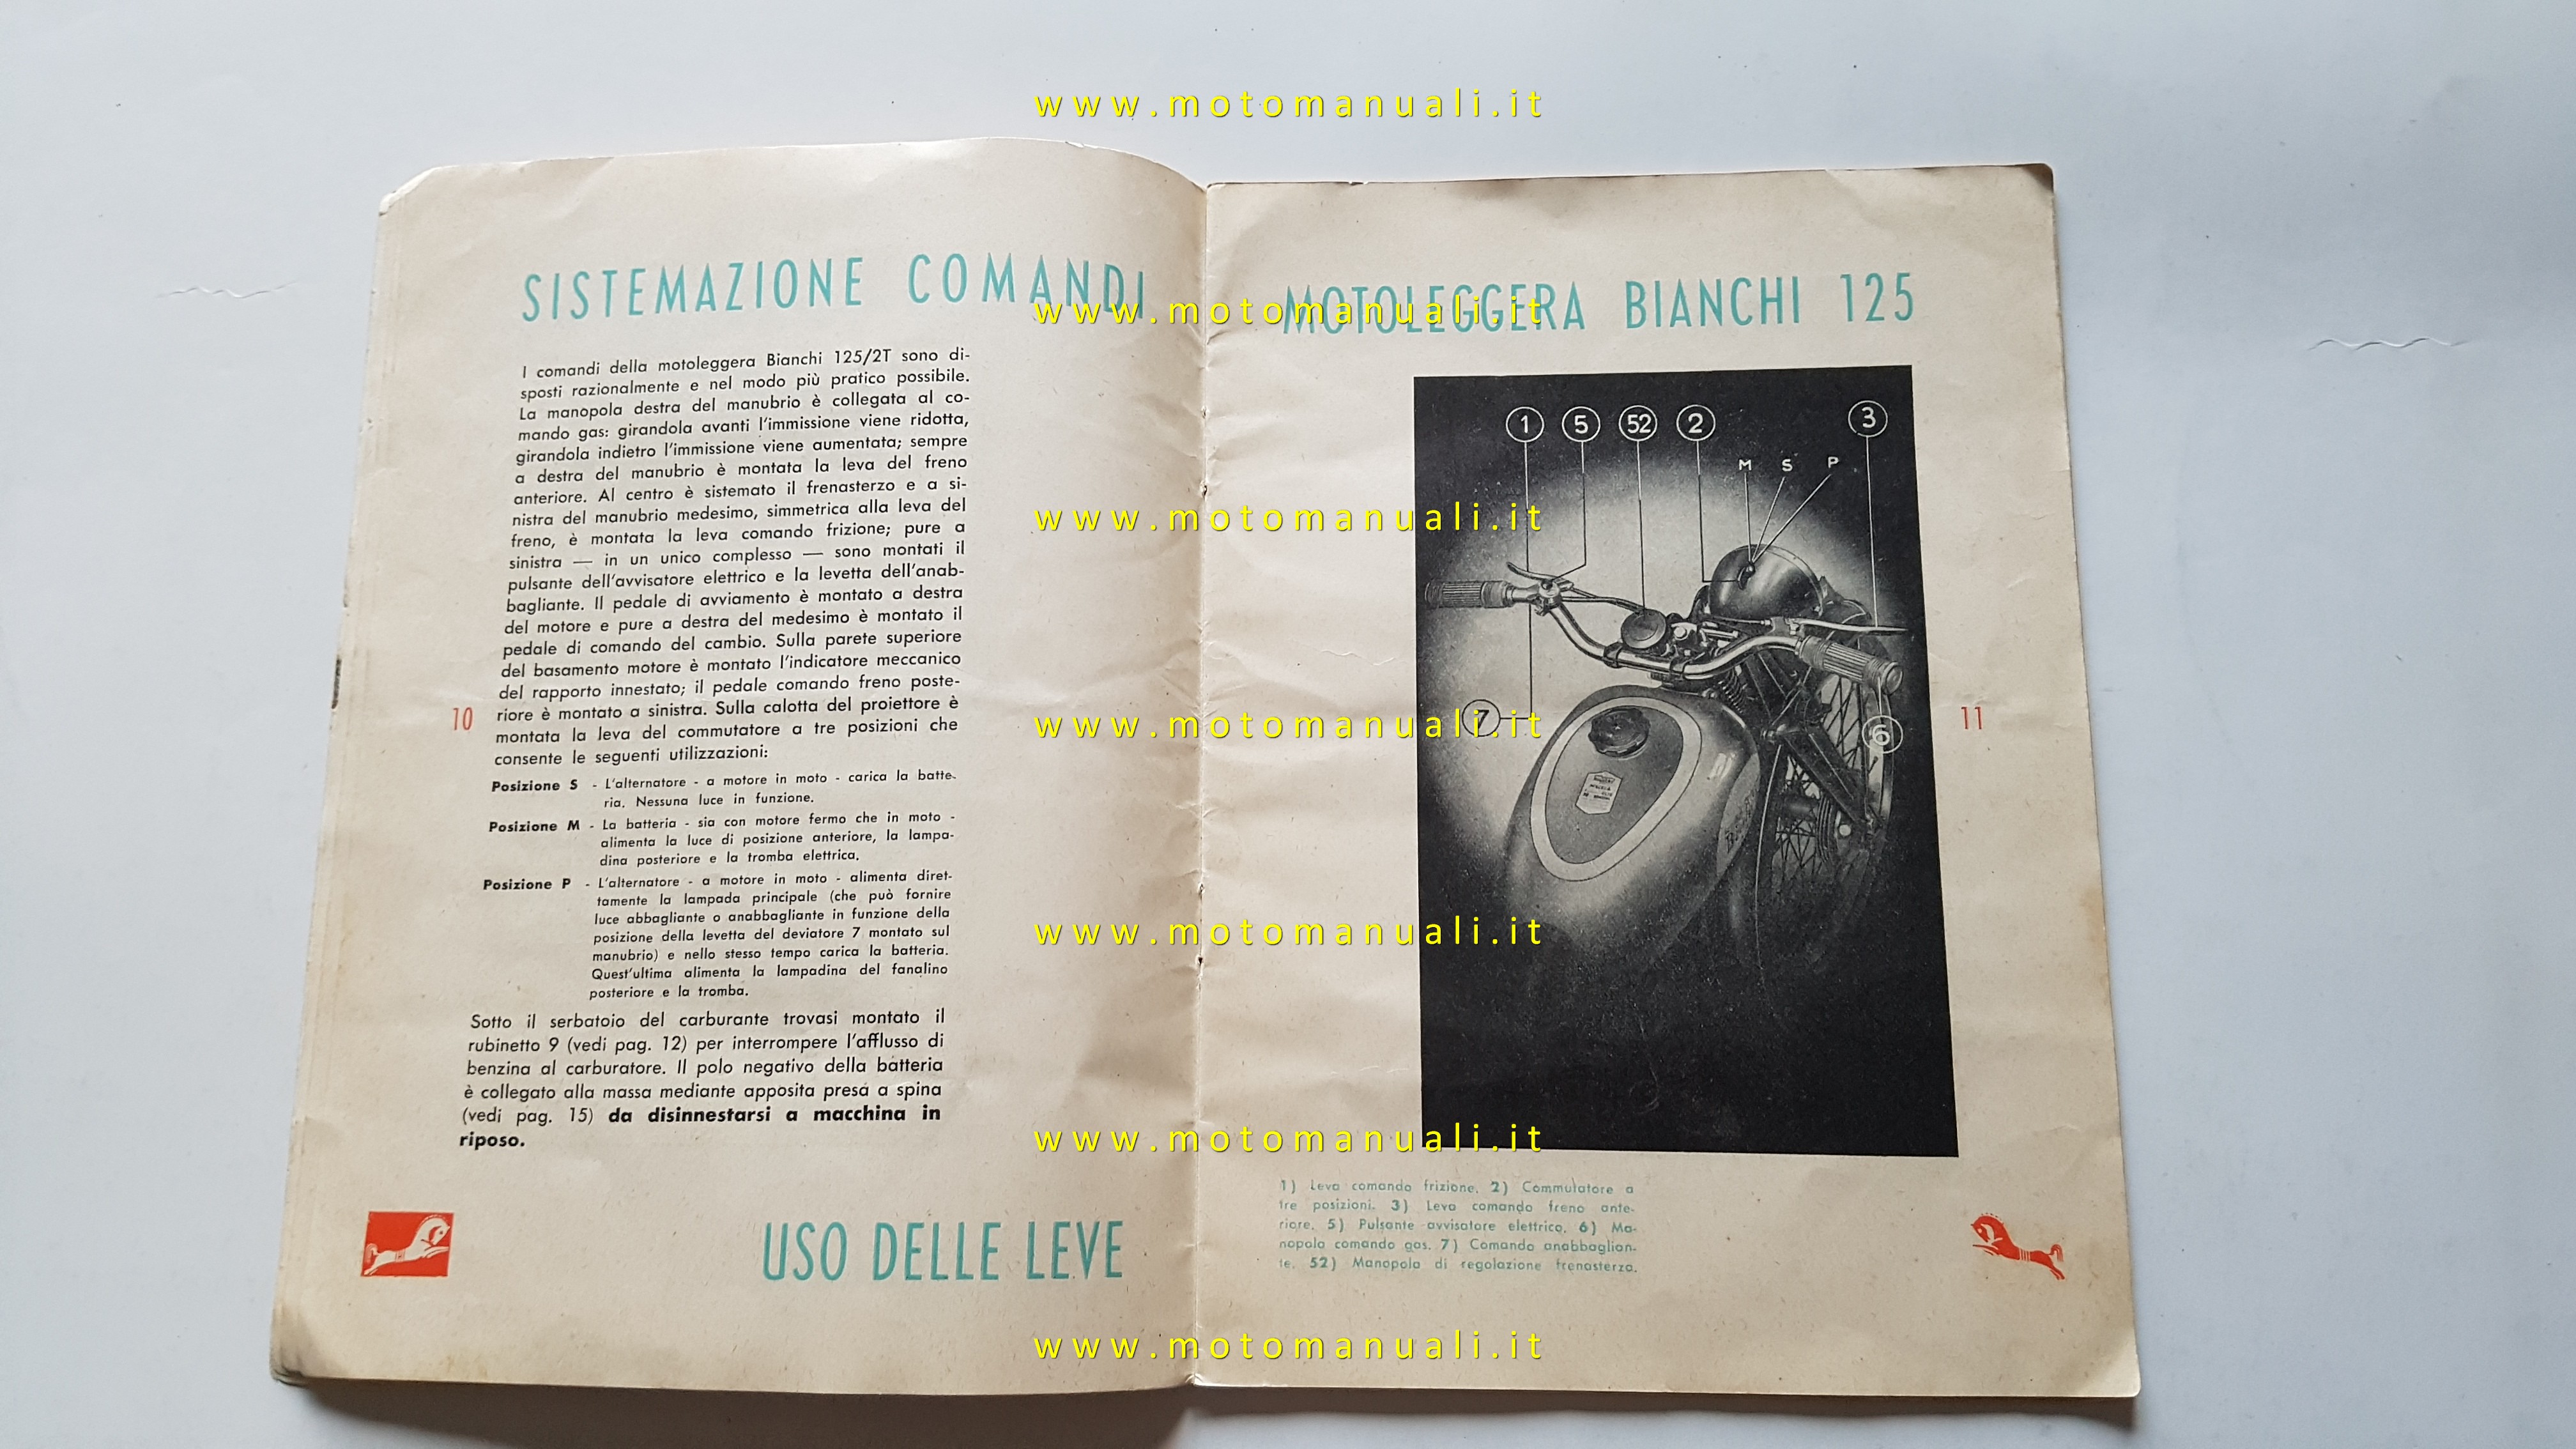 www.motomanuali.it
SISTEMAZIONE COMANDI
I comandi della motoleggera Bianchi 125/2T sono di-
sposti razionalmente e nel modo più pratico possibile.
La manopola destra del manubrio è collegata al co-
mando gas: girandola avanti l'immissione viene ridotta,
girandola indietro l'immissione viene aumentata; sempre
a destra del manubrio è montata la leva del freno
anteriore. Al centro è sistemato il frenasterzo e a si-
nistra del manubrio medesimo, simmetrica alla leva del
freno, è montata la leva comando frizione; pure a
sinistra — in un unico complesso — sono montati il
pulsante dell'avvisatore elettrico e la levetta dell'anab-
bagliante. Il pedale di avviamento è montato a destra
del motore e pure a destra del medesimo è montato il
pedale di comando del cambio. Sulla parete superiore
del basamento motore è montato l'indicatore meccanico
del rapporto innestato; il pedale comando freno poste-
riore è montato a sinistra. Sulla calotta del proiettore è
montata la leva del commutatore a tre posizioni che
consente le seguenti utilizzazioni:
10
Posizione S - L'alternatore - a motore in moto - carica la batte-
ria. Nessuna luce in funzione.
Posizione M - La batteria - sia con motore fermo che in moto -
alimenta la luce di posizione anteriore, la lampa-
dina posteriore e la tromba elettrica.
Posizione P - L'alternatore - a motore in moto - alimenta diret-
tamente la lampada principale (che può fornire
luce abbagliante o anabbagliante in funzione della
posizione della levetta del deviatore 7 montato sul
manubrio) e nello stesso tempo carica la batteria.
Quest'ultima alimenta la lampadina del fanalino
posteriore e la tromba.
Sotto il serbatoio del carburante trovasi montato il
rubinetto 9 (vedi pag. 12) per interrompere l'afflusso di
benzina al carburatore. Il polo negativo della batteria
è collegato alla massa mediante apposita presa a spina
(vedi pag. 15) da disinnestarsi a macchina in
riposo.
USO DELLE LEVE
MOTOLEGGERA BIANCHI 125
www.motomanuali.it
1 5 52 2 3
M S P
www.motomanuali.it
7
6
11
www.motomanuali.it
www.motomanuali.it
www.motomanuali.it
1) Leva comando frizione. 2) Commutatore a
tre posizioni. 3) Leva comando freno ante-
riore. 5) Pulsante avvisatore elettrico. 6) Ma-
nopola comando gas. 7) Comando anabbaglian-
te. 52) Manopola di regolazione frenasterzo.
www.motomanuali.it